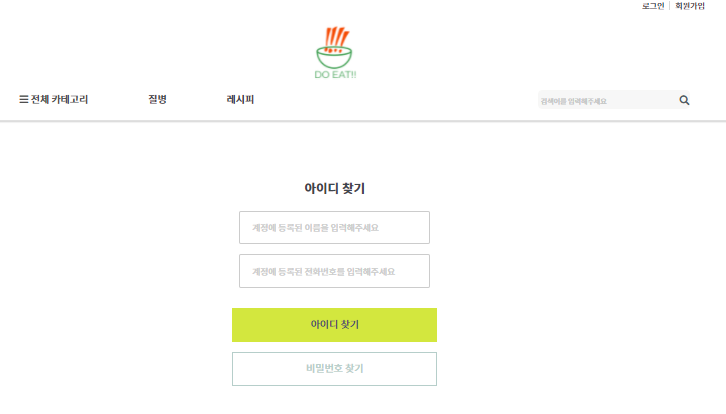 로그인 | 회원가입
DO EAT!!
전체 카테고리 질병 레시피 검색어를 입력해주세요
아이디 찾기
계정에 등록된 이름을 입력해주세요
계정에 등록된 전화번호를 입력해주세요
아이디 찾기
비밀번호 찾기